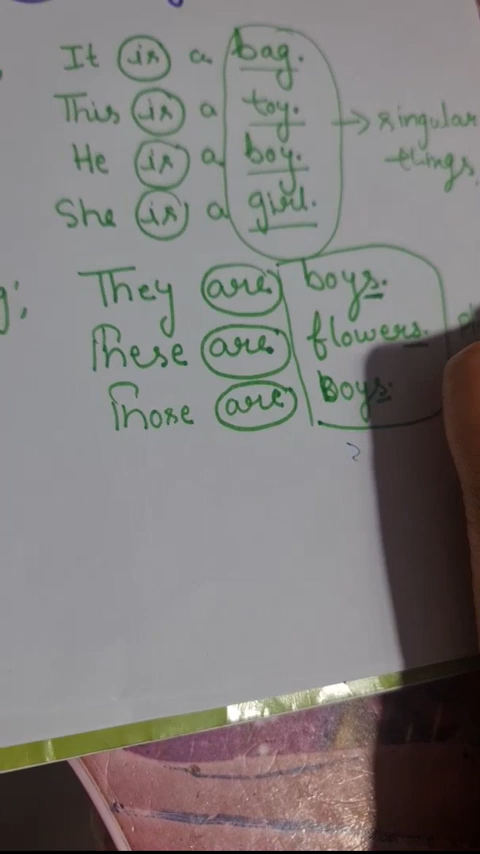 It is a bag.
This is a toy. → singular
He is a boy. things.
She is a girl.
g; They are boys.
These are flowers.
Those are Boys.